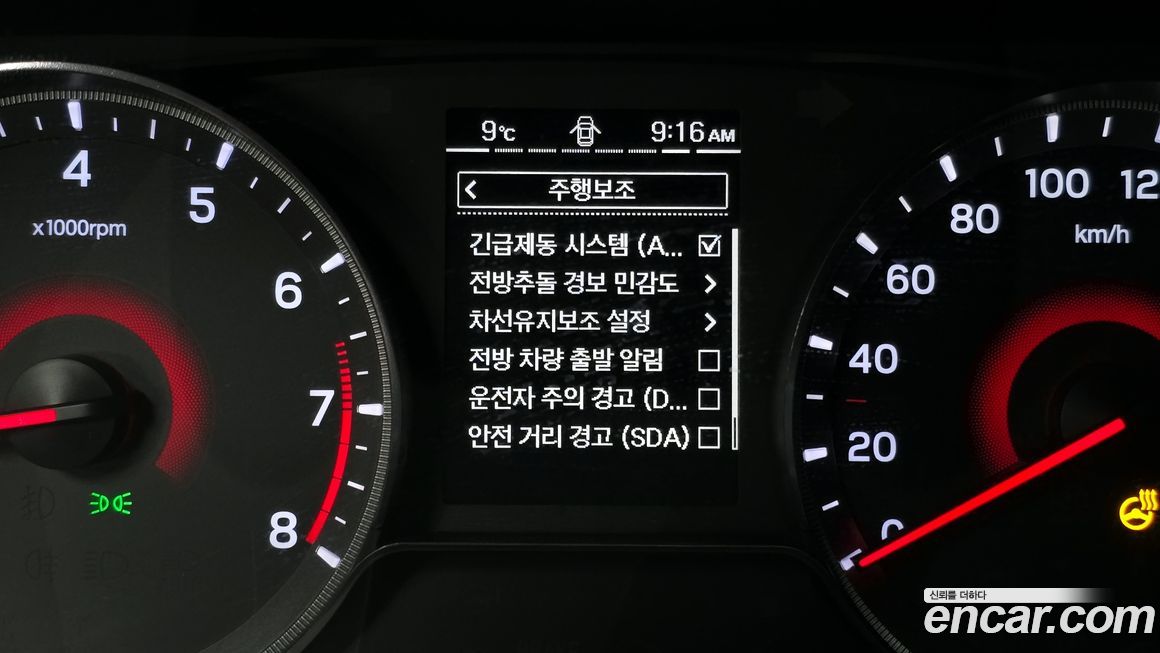 9℃ 9:16 AM
주행보조
긴급제동 시스템 (A...
전방추돌 경보 민감도
차선유지보조 설정
전방 차량 출발 알림
운전자 주의 경고 (D...
안전 거리 경고 (SDA)
4
5
6
7
8
x1000rpm
0
20
40
60
80
100
12
km/h
신뢰를 더하다
encar.com